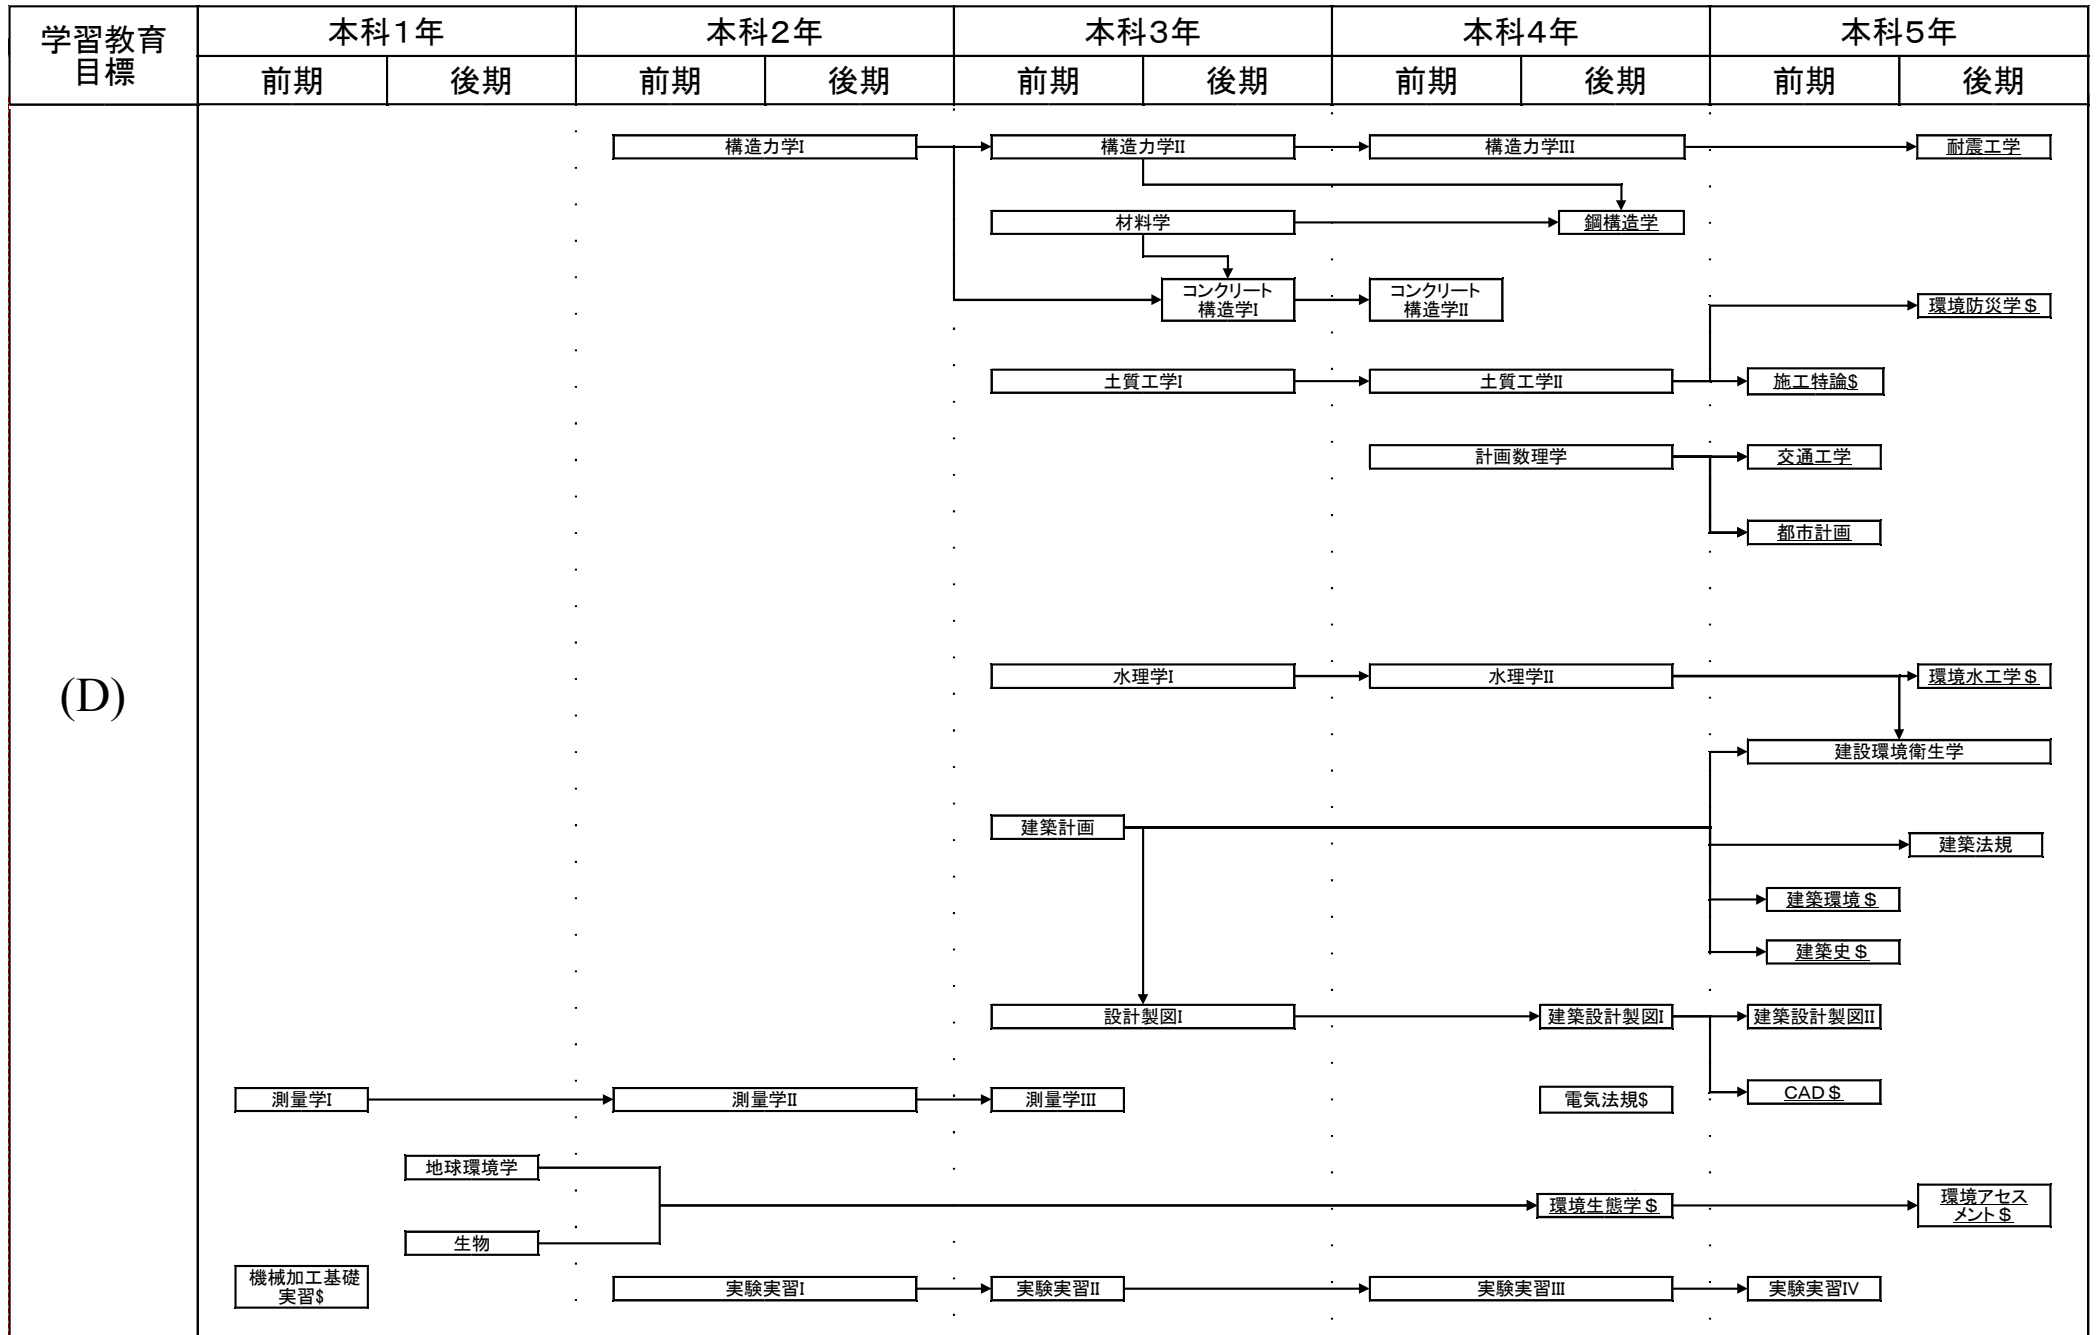 学習教育
目標
本科1年
本科2年
本科3年
本科4年
本科5年
前期
後期
前期
後期
前期
後期
前期
後期
前期
後期
(D)
構造力学I
構造力学II
構造力学III
耐震工学
材料学
鋼構造学
コンクリート
構造学I
コンクリート
構造学II
環境防災学＄
土質工学I
土質工学II
施工特論$
計画数理学
交通工学
都市計画
水理学I
水理学II
環境水工学＄
建設環境衛生学
建築計画
建築法規
建築環境＄
建築史＄
設計製図I
建築設計製図I
建築設計製図II
測量学I
測量学II
測量学III
電気法規$
CAD＄
地球環境学
環境生態学＄
環境アセス
メント＄
生物
機械加工基礎
実習$
実験実習I
実験実習II
実験実習III
実験実習IV